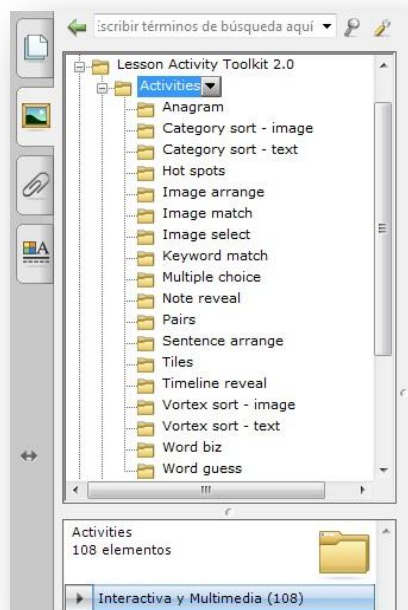 scribir términos de búsqueda aquí
Lesson Activity Toolkit 2.0
Activities
Anagram
Category sort - image
Category sort - text
Hot spots
Image arrange
Image match
Image select
Keyword match
Multiple choice
Note reveal
Pairs
Sentence arrange
Tiles
Timeline reveal
Vortex sort - image
Vortex sort - text
Word biz
Word guess
A
Activities
108 elementos
Interactiva y Multimedia (108)